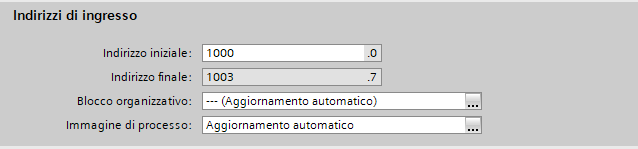 Indirizzi di ingresso
Indirizzo iniziale: 1000 .0
Indirizzo finale: 1003 .7
Blocco organizzativo: --- (Aggiornamento automatico) ...
Immagine di processo: Aggiornamento automatico ...